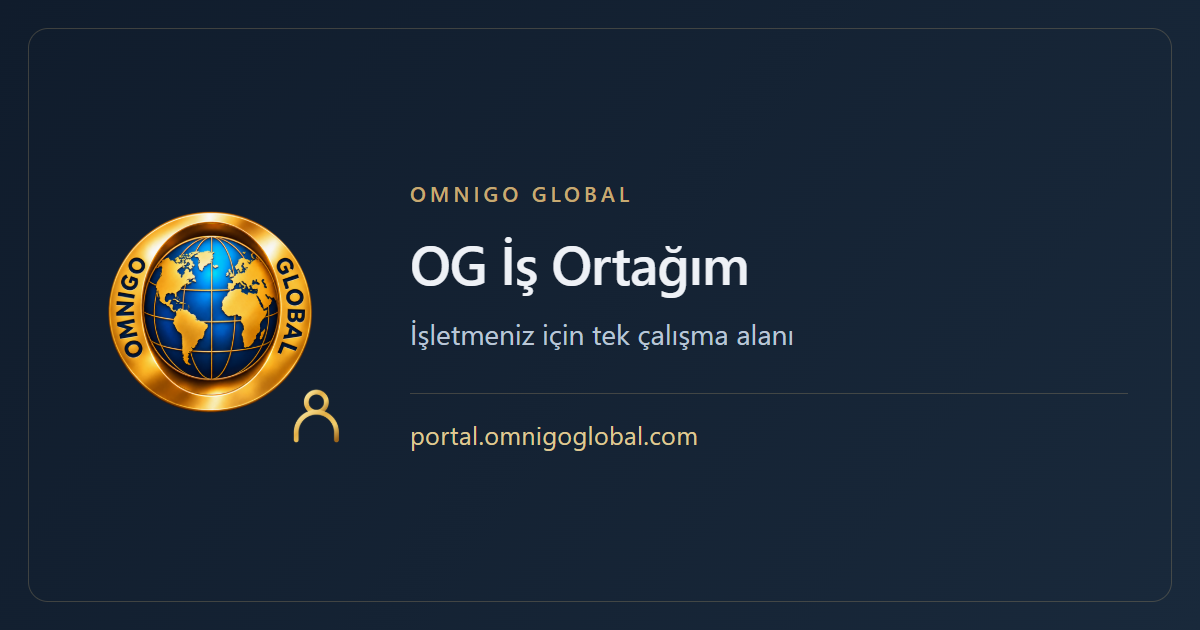 OMNIGO GLOBAL
OMNIGO GLOBAL
OG İş Ortağım
İşletmeniz için tek çalışma alanı
portal.omnigoglobal.com